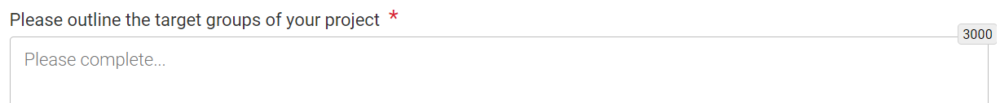 Please outline the target groups of your project *
3000
Please complete...